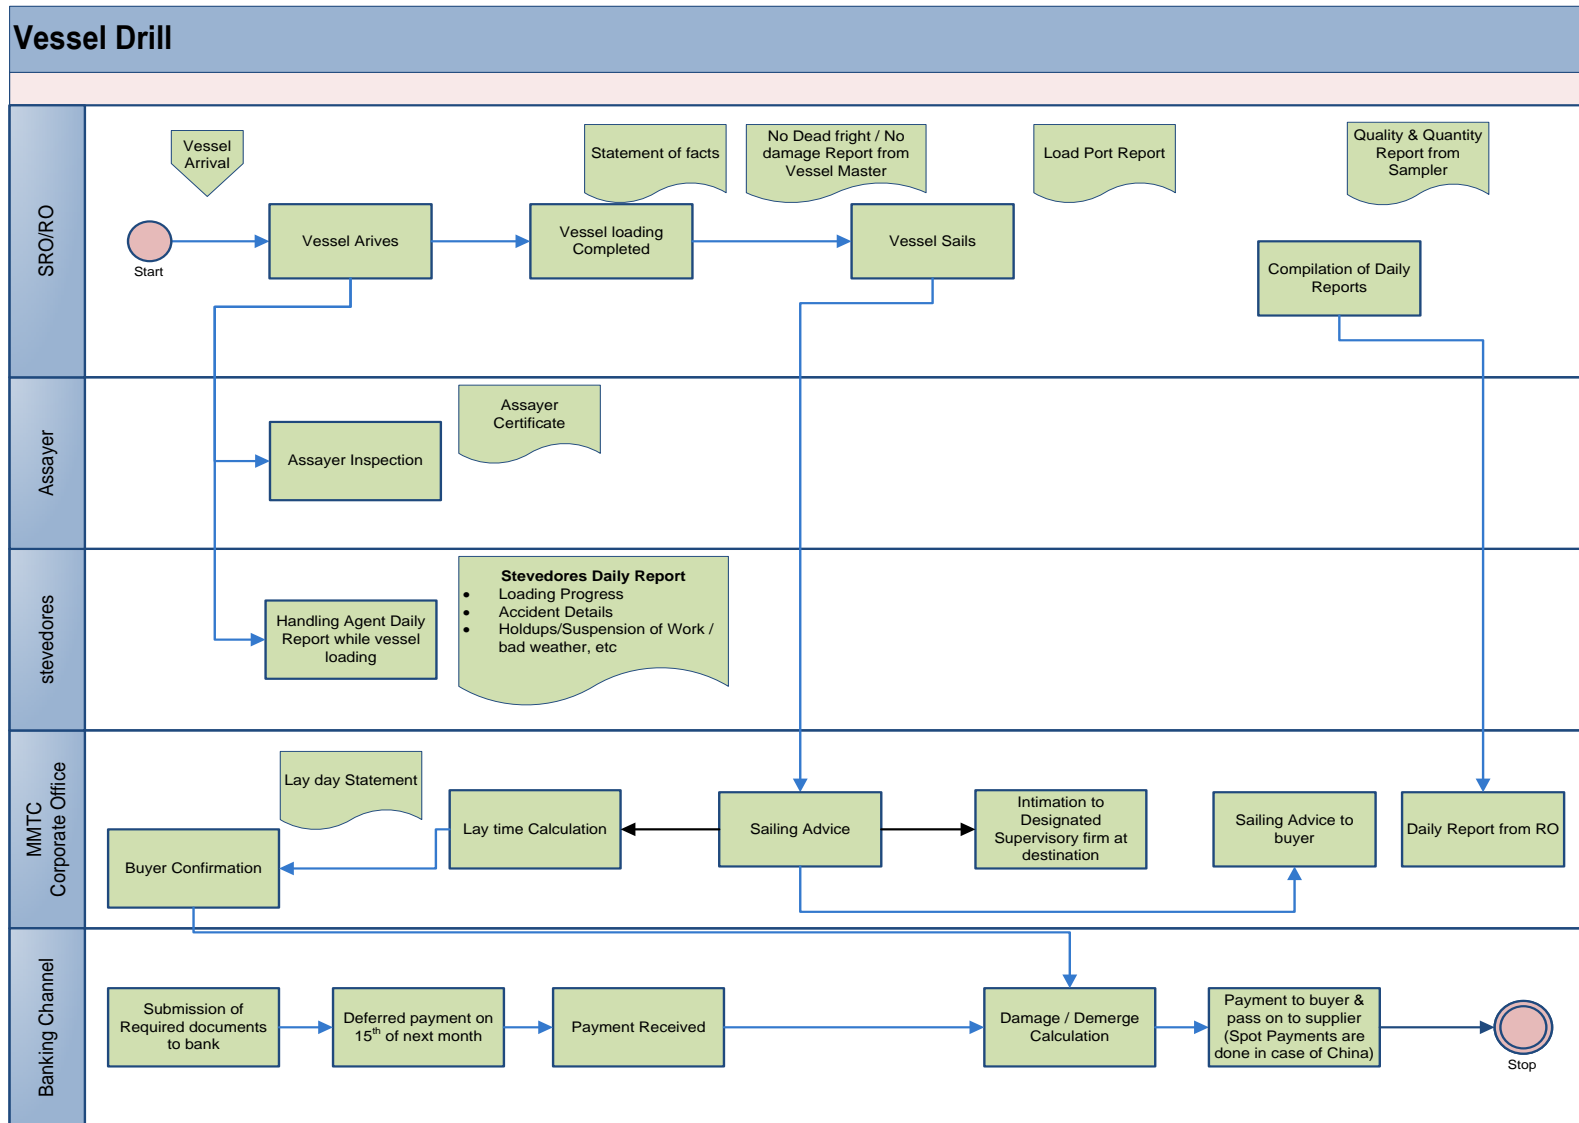 Vessel Drill
SRO/RO
Vessel
Arrival
Statement of facts
No Dead fright / No
damage Report from
Vessel Master
Load Port Report
Quality & Quantity
Report from
Sampler
Start
Vessel Arives
Vessel loading
Completed
Vessel Sails
Compilation of Daily
Reports
Assayer
Assayer Inspection
Assayer
Certificate
stevedores
Handling Agent Daily
Report while vessel
loading
Stevedores Daily Report
• Loading Progress
• Accident Details
• Holdups/Suspension of Work /
bad weather, etc
MMTC
Corporate Office
Lay day Statement
Buyer Confirmation
Lay time Calculation
Sailing Advice
Intimation to
Designated
Supervisory firm at
destination
Sailing Advice to
buyer
Daily Report from RO
Banking Channel
Submission of
Required documents
to bank
Deferred payment on
15th of next month
Payment Received
Damage / Demerge
Calculation
Payment to buyer &
pass on to supplier
(Spot Payments are
done in case of China)
Stop